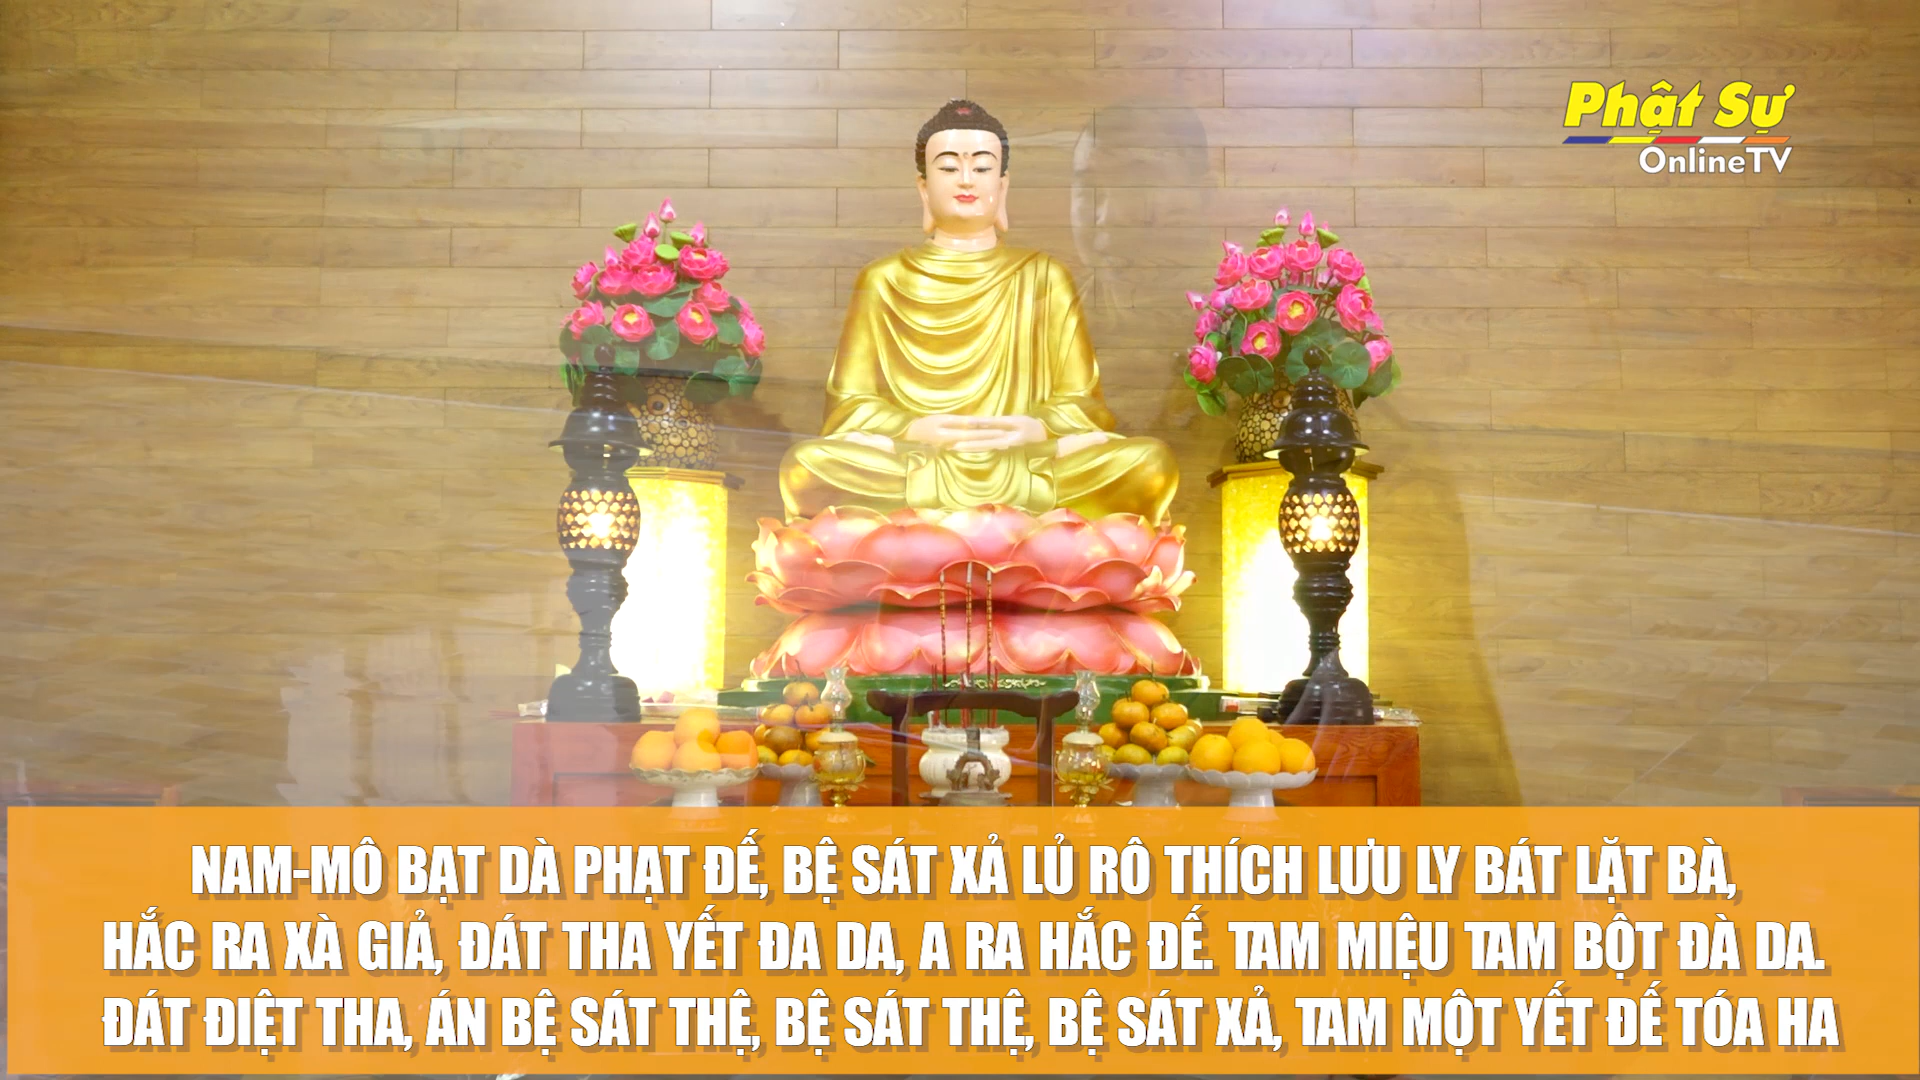 Phật Sự
OnlineTV
NAM-MÔ BẠT DÀ PHẠT ĐẾ, BỆ SÁT XẢ LỦ RÔ THÍCH LƯU LY BÁT LẶT BÀ,
HẮC RA XÀ GIẢ, ĐÁT THA YẾT ĐA DA, A RA HẮC ĐẾ. TAM MIỆU TAM BỘT ĐÀ DA.
ĐÁT ĐIỆT THA, ÁN BỆ SÁT THỆ, BỆ SÁT THỆ, BỆ SÁT XẢ, TAM MỘT YẾT ĐẾ TÓA HA